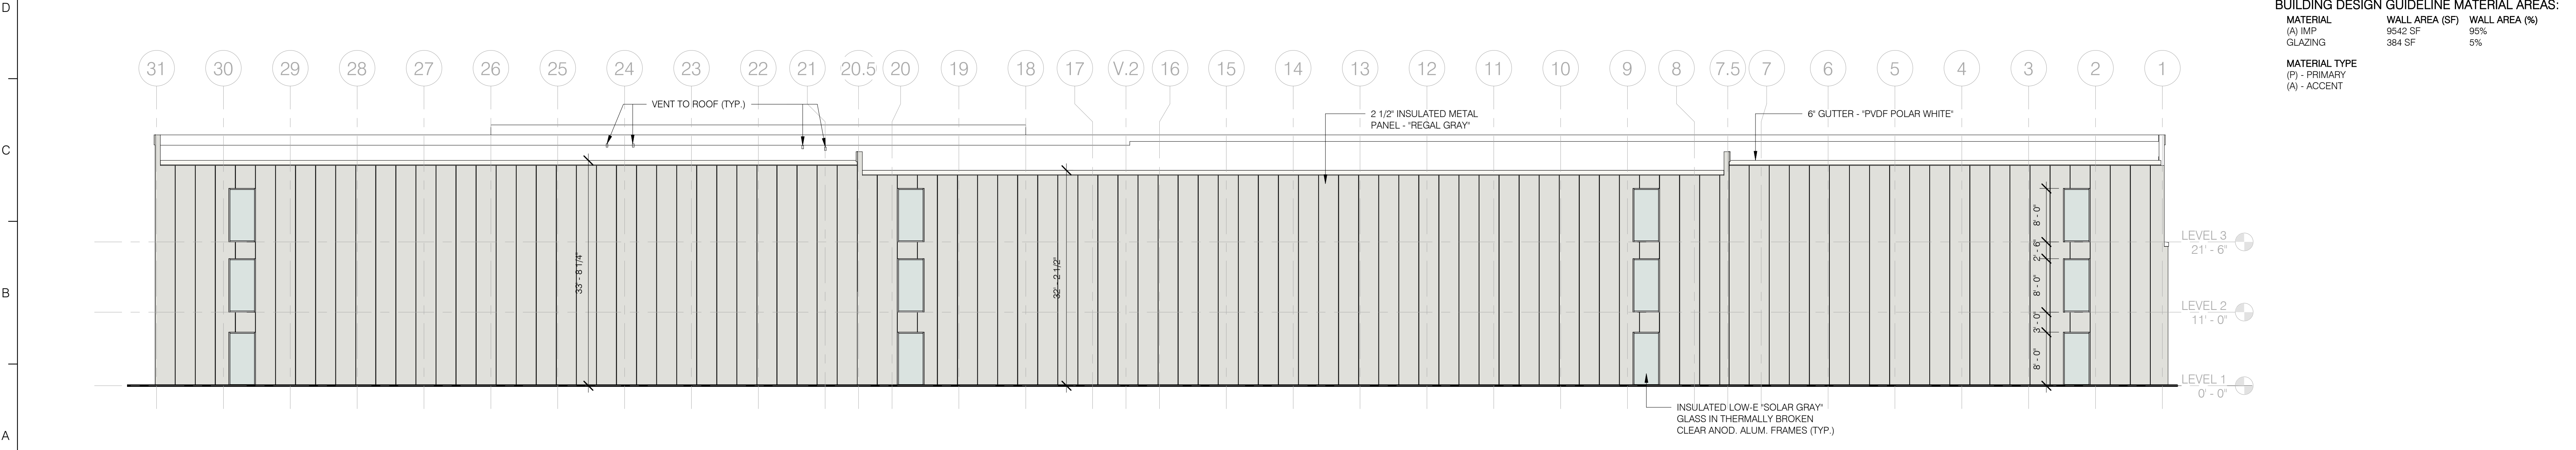 BUILDING DESIGN GUIDELINE MATERIAL AREAS:
MATERIAL WALL AREA (SF) WALL AREA (%)
(A) IMP 9542 SF 95%
GLAZING 384 SF 5%
MATERIAL TYPE
(P) - PRIMARY
(A) - ACCENT
D
31 30 29 28 27 26 25 24 23 22 21 20.5 20 19 18 17 V.2 16 15 14 13 12 11 10 9 8 7.5 7 6 5 4 3 2 1
VENT TO ROOF (TYP.)
2 1/2" INSULATED METAL
PANEL - "REGAL GRAY"
6" GUTTER - "PVDF POLAR WHITE"
C
8' - 0"
LEVEL 3
21' - 6"
2' - 6"
33' - 8 1/4"
32' - 2 1/2"
8' - 0"
B
LEVEL 2
11' - 0"
3' - 0"
8' - 0"
LEVEL 1
0' - 0"
INSULATED LOW-E "SOLAR GRAY"
GLASS IN THERMALLY BROKEN
CLEAR ANOD. ALUM. FRAMES (TYP.)
A